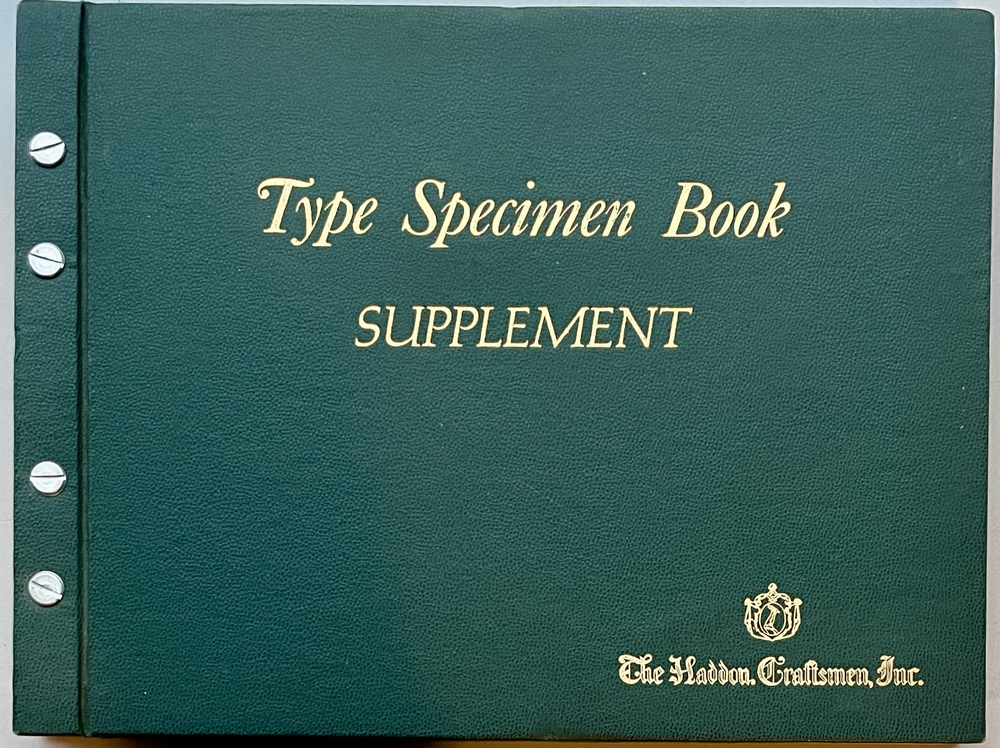 Type Specimen Book
SUPPLEMENT
The Haddon Craftsmen, Inc.